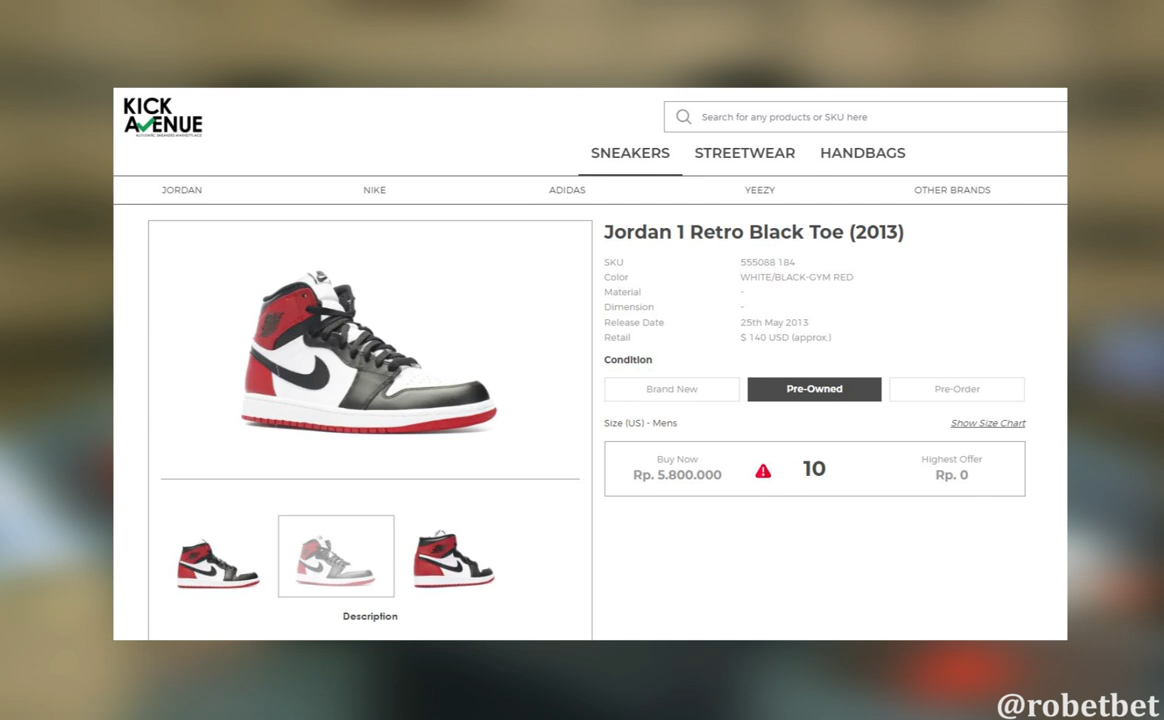 KICK
AVENUE
AUTHENTIC SNEAKERS MARKETPLACE
Search for any products or SKU here
SNEAKERS STREETWEAR HANDBAGS
JORDAN NIKE ADIDAS YEEZY OTHER BRANDS
Jordan 1 Retro Black Toe (2013)
SKU 555088 184
Color WHITE/BLACK-GYM RED
Material -
Dimension -
Release Date 25th May 2013
Retail $ 140 USD (approx.)
Condition
Brand New Pre-Owned Pre-Order
Size (US) - Mens Show Size Chart
Buy Now 10 Highest Offer
Rp. 5.800.000 Rp. 0
Description
@robetbet